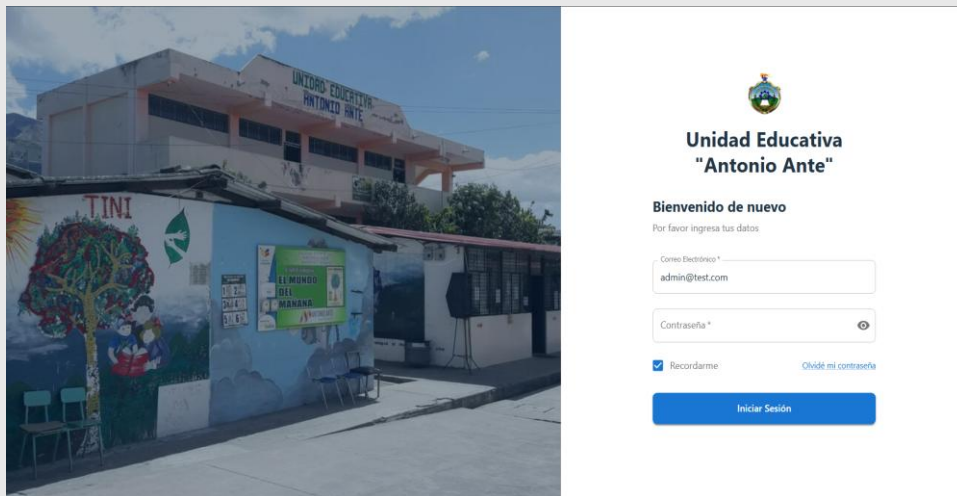 UNIDAD EDUCATIVA
ANTONIO ANTE
TINI
EL MUNDO
DEL
MAÑANA
Unidad Educativa
"Antonio Ante"
Bienvenido de nuevo
Por favor ingresa tus datos
Correo Electrónico *
admin@test.com
Contraseña *
Recordarme
Olvidé mi contraseña
Iniciar Sesión